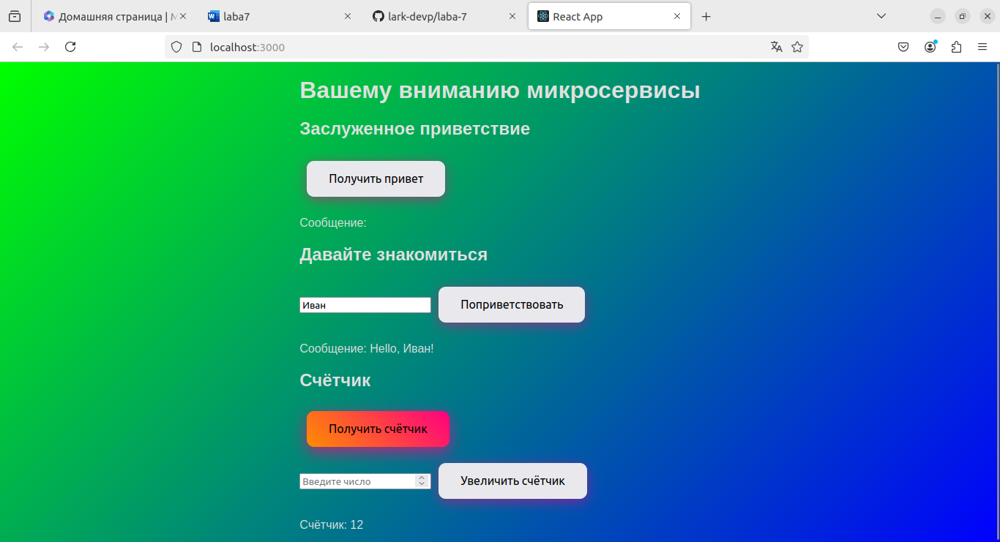 Домашняя страница | M
laba7
lark-devp/laba-7
React App
localhost:3000
Вашему вниманию микросервисы
Заслуженное приветствие
Получить привет
Сообщение:
Давайте знакомиться
Иван Поприветствовать
Сообщение: Hello, Иван!
Счётчик
Получить счётчик
Введите число Увеличить счётчик
Счётчик: 12